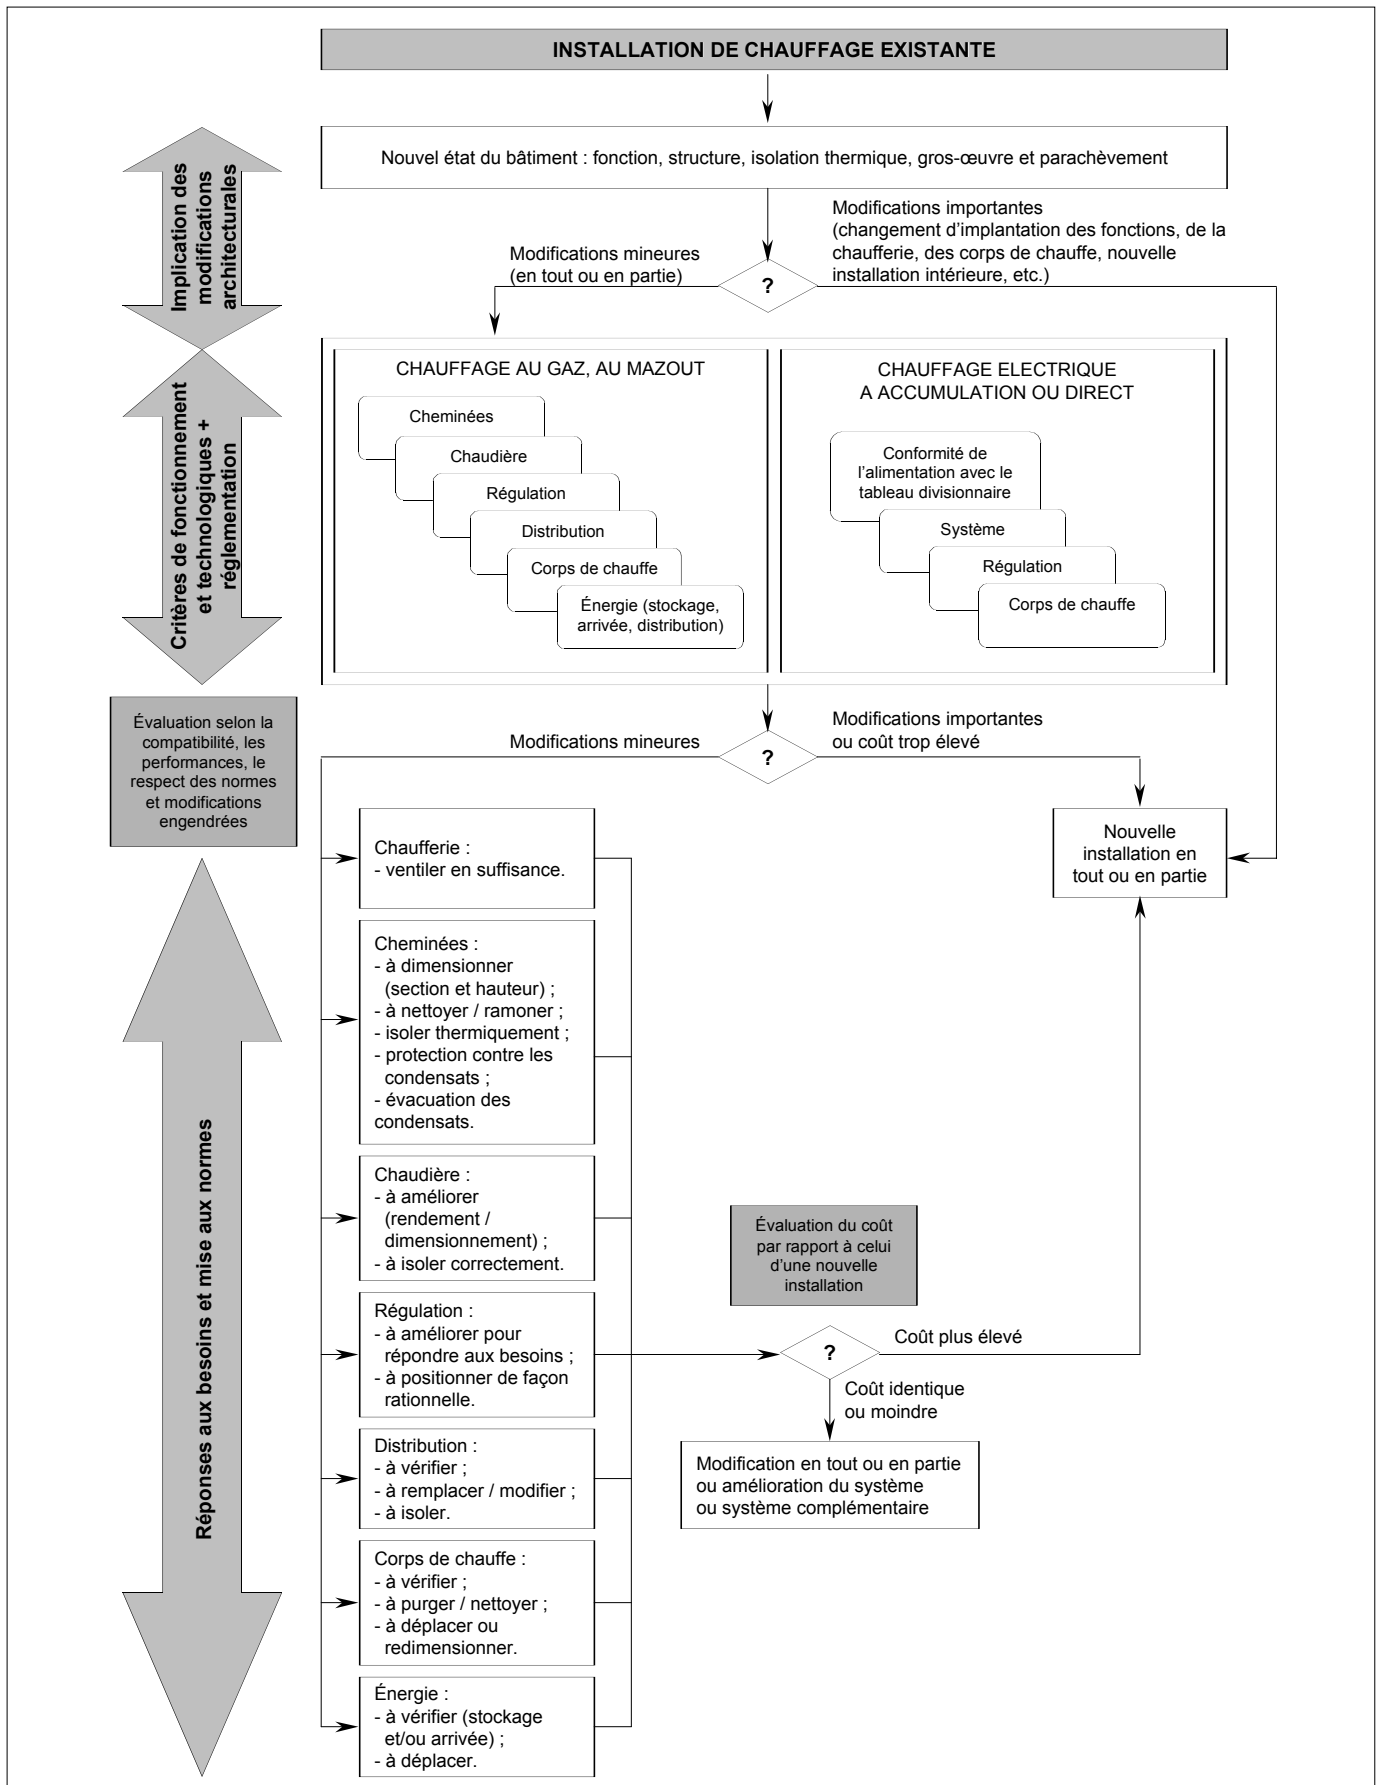 INSTALLATION DE CHAUFFAGE EXISTANTE
Nouvel état du bâtiment : fonction, structure, isolation thermique, gros-œuvre et parachèvement
Implication des
modifications
architecturales
Modifications mineures
(en tout ou en partie)
?
Modifications importantes
(changement d’implantation des fonctions, de la
chaufferie, des corps de chauffe, nouvelle
installation intérieure, etc.)
Critères de fonctionnement
et technologiques +
réglementation
CHAUFFAGE AU GAZ, AU MAZOUT
Cheminées
Chaudière
Régulation
Distribution
Corps de chauffe
Énergie (stockage,
arrivée, distribution)
CHAUFFAGE ELECTRIQUE
A ACCUMULATION OU DIRECT
Conformité de
l’alimentation avec le
tableau divisionnaire
Système
Régulation
Corps de chauffe
Évaluation selon la
compatibilité, les
performances, le
respect des normes
et modifications
engendrées
Modifications mineures
?
Modifications importantes
ou coût trop élevé
Nouvelle
installation en
tout ou en partie
Réponses aux besoins et mise aux normes
Chaufferie :
- ventiler en suffisance.
Cheminées :
- à dimensionner
(section et hauteur) ;
- à nettoyer / ramoner ;
- isoler thermiquement ;
- protection contre les
condensats ;
- évacuation des
condensats.
Chaudière :
- à améliorer
(rendement /
dimensionnement) ;
- à isoler correctement.
Régulation :
- à améliorer pour
répondre aux besoins ;
- à positionner de façon
rationnelle.
Distribution :
- à vérifier ;
- à remplacer / modifier ;
- à isoler.
Corps de chauffe :
- à vérifier ;
- à purger / nettoyer ;
- à déplacer ou
redimensionner.
Énergie :
- à vérifier (stockage
et/ou arrivée) ;
- à déplacer.
Évaluation du coût
par rapport à celui
d’une nouvelle
installation
?
Coût plus élevé
Coût identique
ou moindre
Modification en tout ou en partie
ou amélioration du système
ou système complémentaire